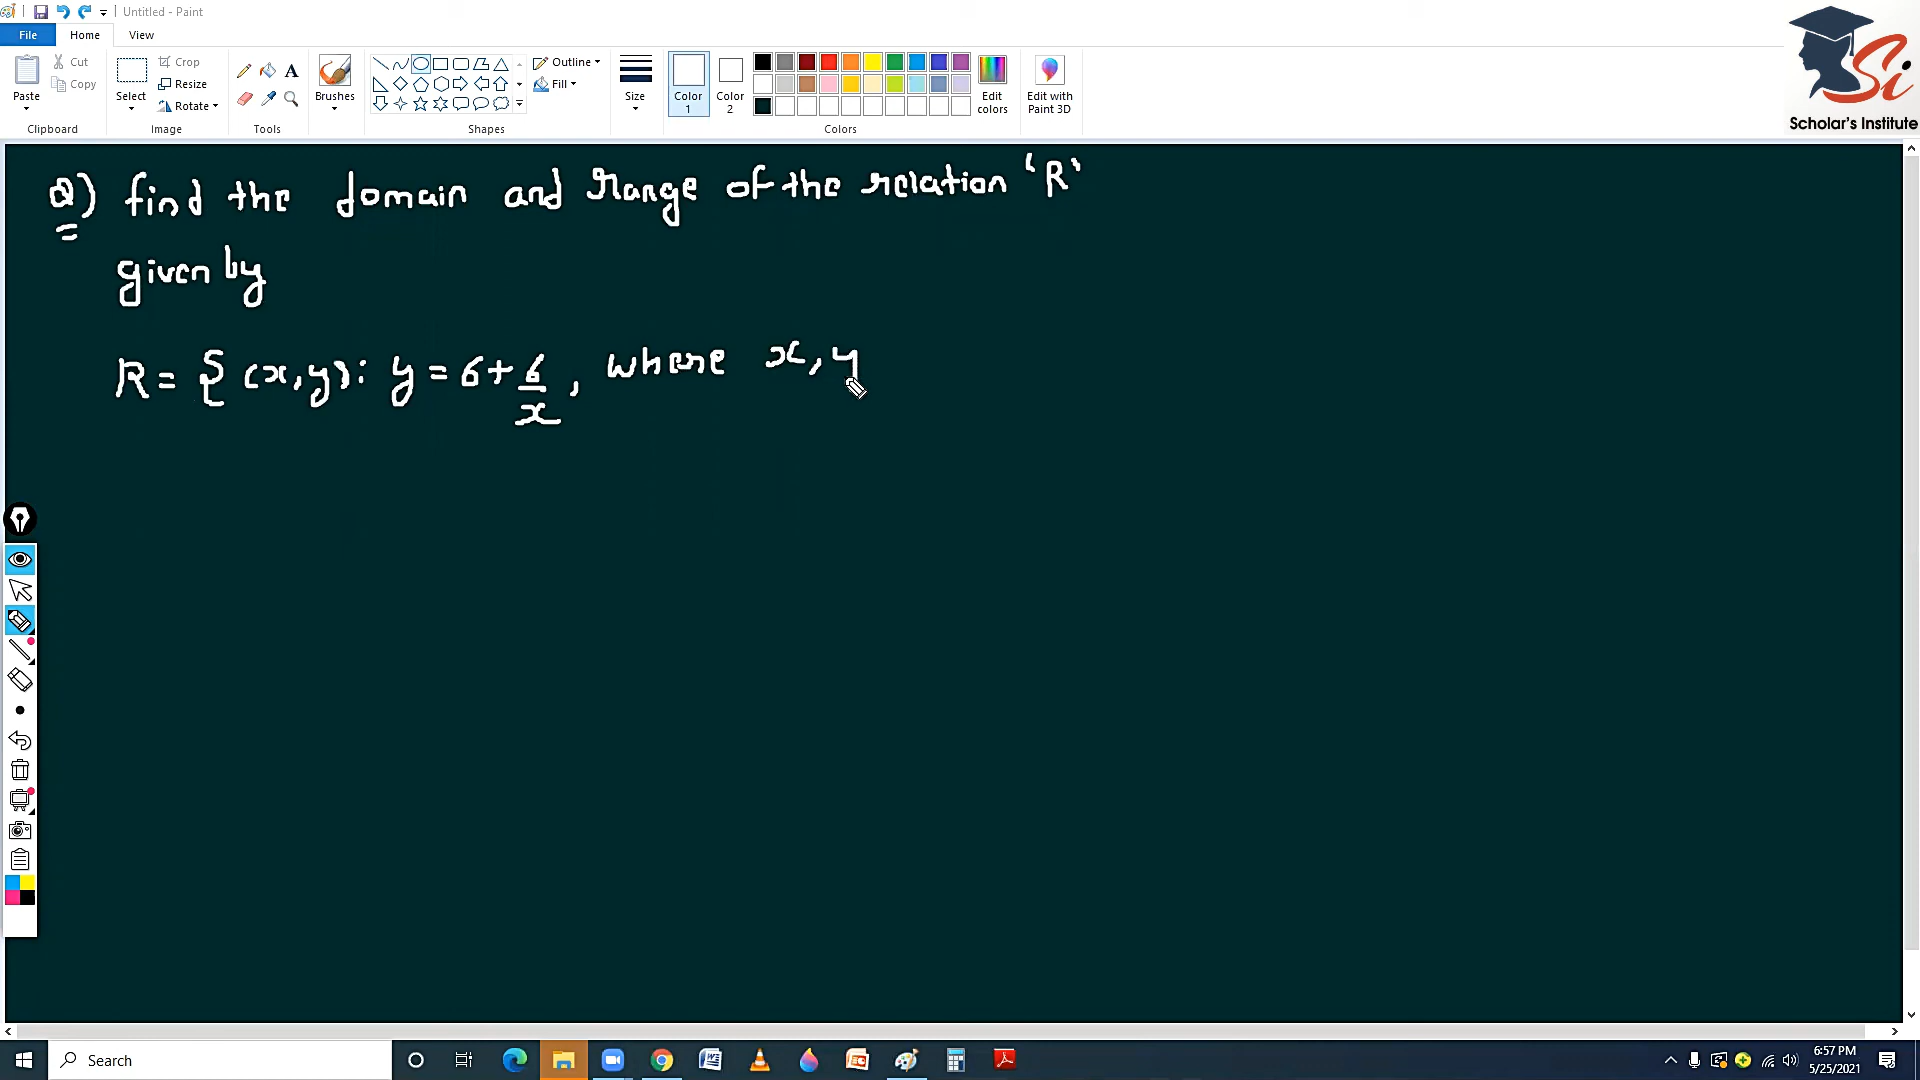 Untitled - Paint
File Home View
Paste Cut Copy Clipboard
Select Crop Resize Rotate Image
A Tools
Brushes
Shapes Outline Fill
Size
Color 1 Color 2 Colors
Edit colors
Edit with Paint 3D
Si
Scholar's Institute
Q) find the domain and Range of the relation 'R'
given by
R = { (x,y): y = 6+6/x, where x,y
Search
6:57 PM
5/25/2021